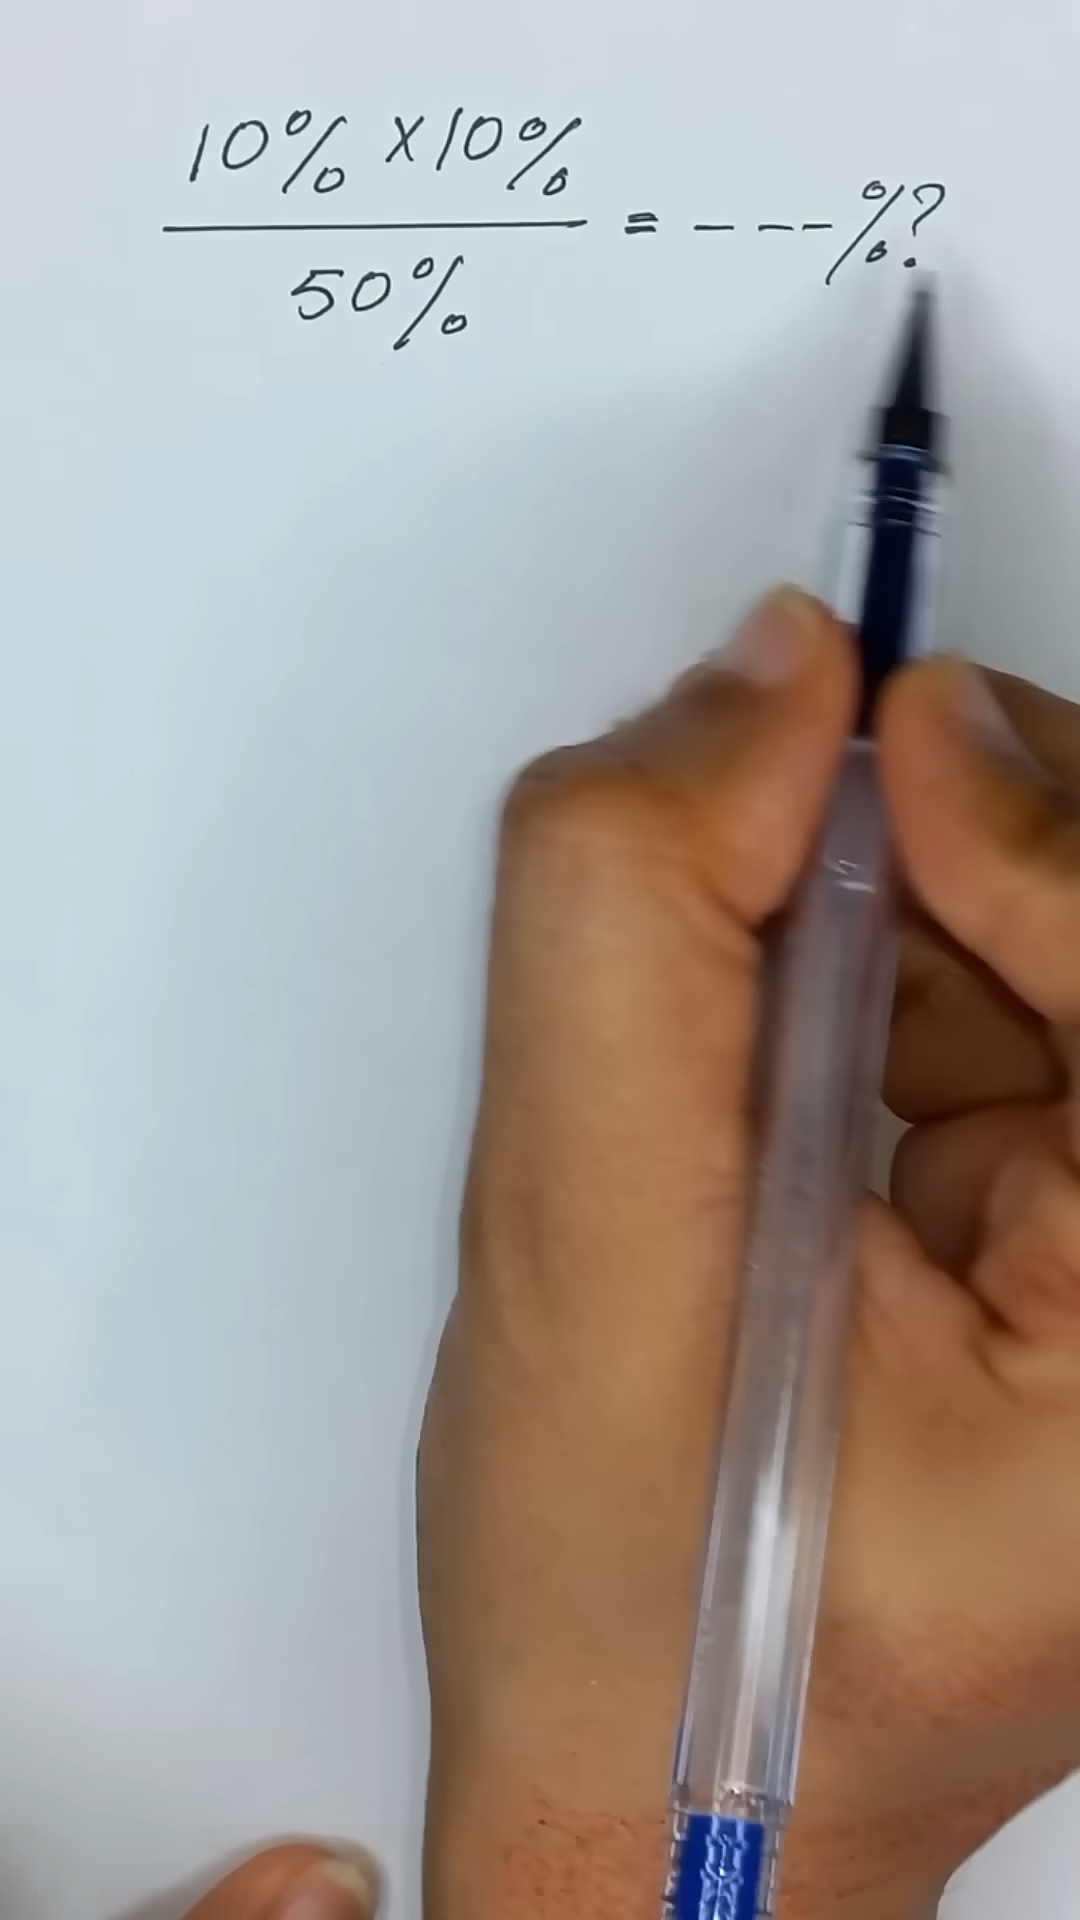 10% × 10%
50%
= _ _ _ %?